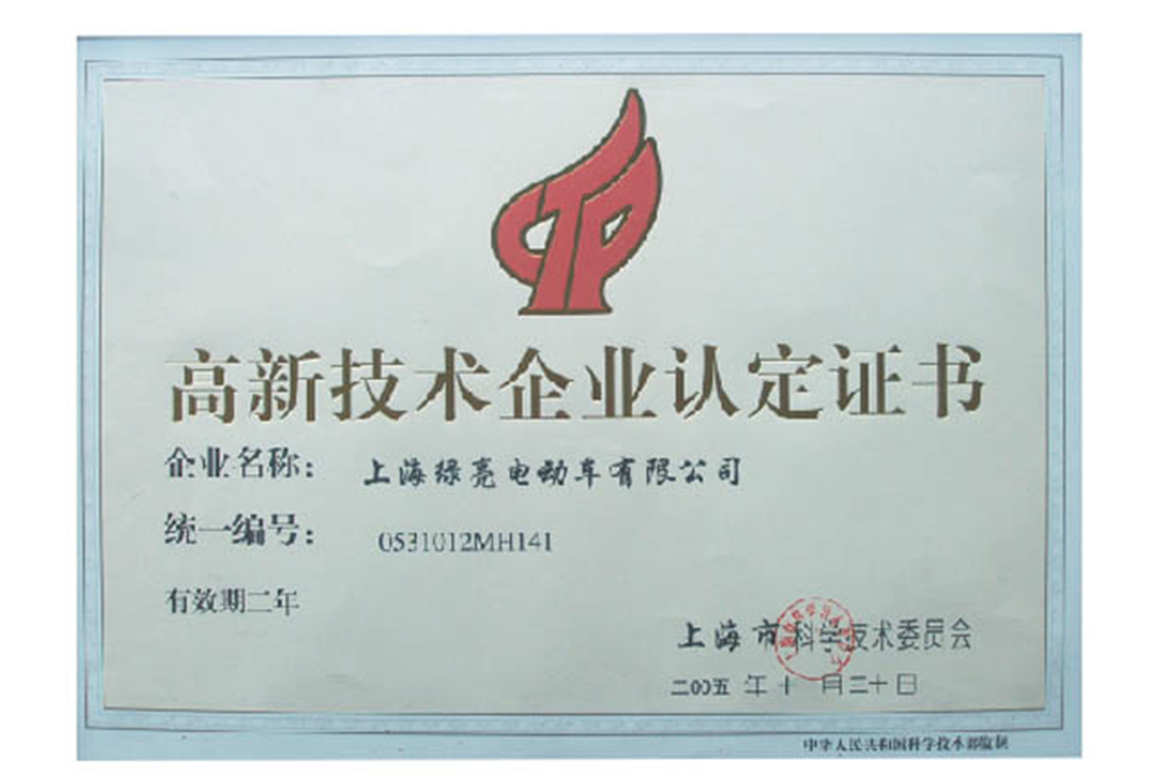 高新技术企业认定证书
企业名称: 上海绿亮电动车有限公司
统一编号: 0531012MH141
有效期二年
上海市科学技术委员会
二00五 年 十 月二十日
中华人民共和国科学技术部监制